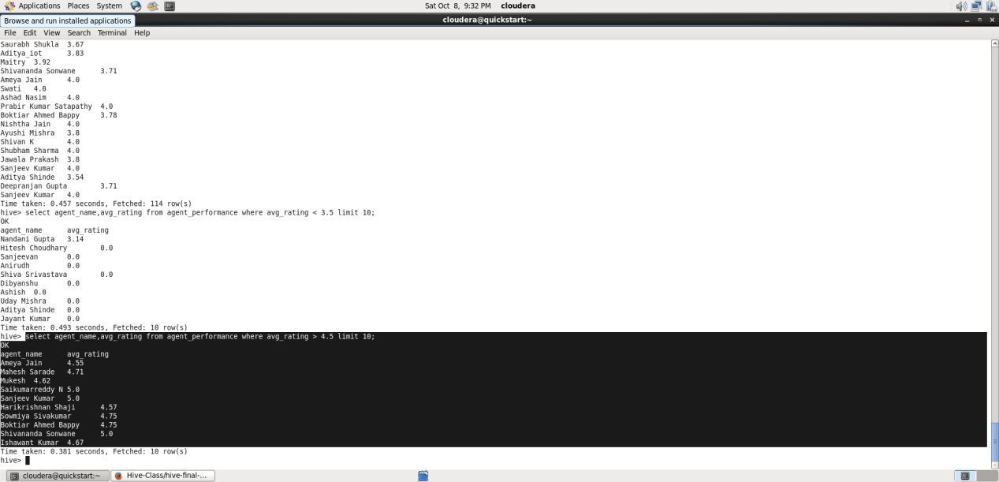 Applications Places System Sat Oct 8, 9:32 PM cloudera
Browse and run installed applications cloudera@quickstart:~
File Edit View Search Terminal Help
Saurabh Shukla 3.67
Aditya_iot 3.83
Maitry 3.92
Shivananda Sonwane 3.71
Ameya Jain 4.0
Swati 4.0
Ashad Nasim 4.0
Prabir Kumar Satapathy 4.0
Boktiar Ahmed Bappy 3.78
Nishtha Jain 4.0
Ayushi Mishra 3.8
Shivan K 4.0
Shubham Sharma 4.0
Jawala Prakash 3.8
Sanjeev Kumar 4.0
Aditya Shinde 3.54
Deepranjan Gupta 3.71
Sanjeev Kumar 4.0
Time taken: 0.457 seconds, Fetched: 114 row(s)
hive> select agent_name,avg_rating from agent_performance where avg_rating < 3.5 limit 10;
OK
agent_name avg_rating
Nandani Gupta 3.14
Hitesh Choudhary 0.0
Sanjeevan 0.0
Anirudh 0.0
Shiva Srivastava 0.0
Dibyanshu 0.0
Ashish 0.0
Uday Mishra 0.0
Aditya Shinde 0.0
Jayant Kumar 0.0
Time taken: 0.493 seconds, Fetched: 10 row(s)
hive> select agent_name,avg_rating from agent_performance where avg_rating > 4.5 limit 10;
OK
agent_name avg_rating
Ameya Jain 4.55
Mahesh Sarade 4.71
Mukesh 4.62
Saikumarreddy N 5.0
Sanjeev Kumar 5.0
Harikrishnan Shaji 4.57
Sowmiya Sivakumar 4.75
Boktiar Ahmed Bappy 4.75
Shivananda Sonwane 5.0
Ishawant Kumar 4.67
Time taken: 0.381 seconds, Fetched: 10 row(s)
hive>
cloudera@quickstart:~ Hive-Class/hive-final-...